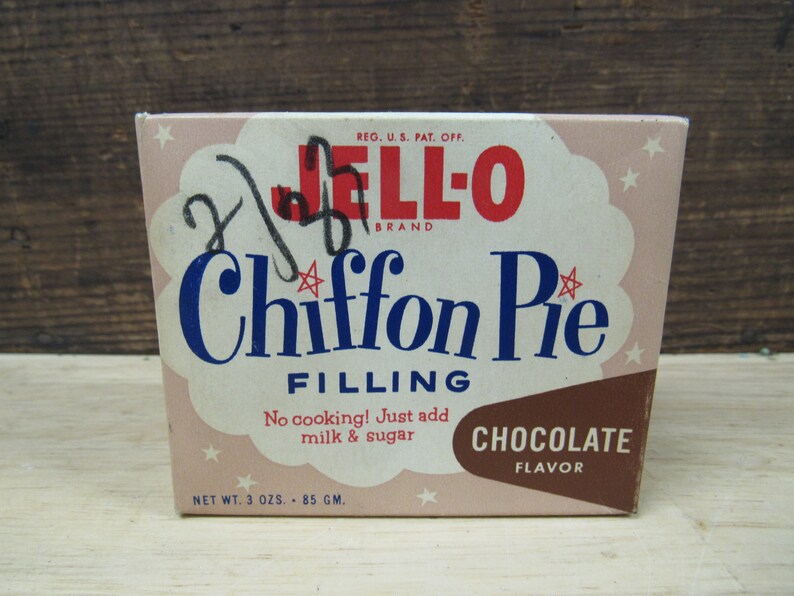 REG. U.S. PAT. OFF.
JELL-O
BRAND
Chiffon Pie
FILLING
No cooking! Just add
milk & sugar
CHOCOLATE
FLAVOR
NET WT. 3 OZS. • 85 GM.